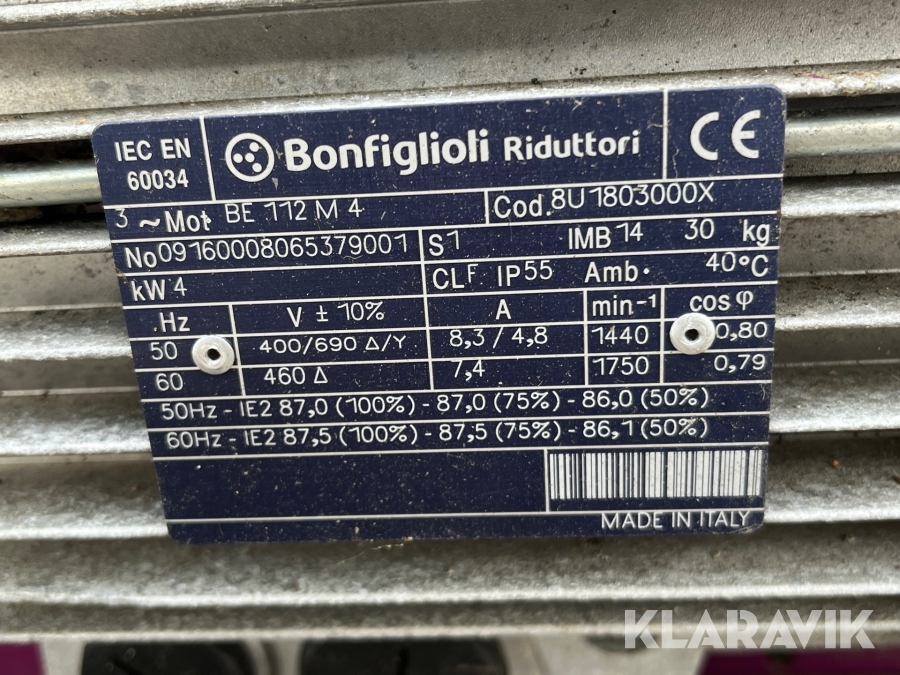 IEC EN 60034
Bonfiglioli Riduttori
CE
3 ~Mot BE 112 M 4 Cod. 8U1803000X
No 09160008065379001 S1 IMB 14 30 kg
kW 4 CLF IP55 Amb. 40°C
Hz V ± 10% A min-1 cos φ
50 400/690 Δ/Y 8,3/4,8 1440 0,80
60 460 Δ 7,4 1750 0,79
50Hz - IE2 87,0 (100%) - 87,0 (75%) - 86,0 (50%)
60Hz - IE2 87,5 (100%) - 87,5 (75%) - 86,1 (50%)
MADE IN ITALY
KLARAVIK